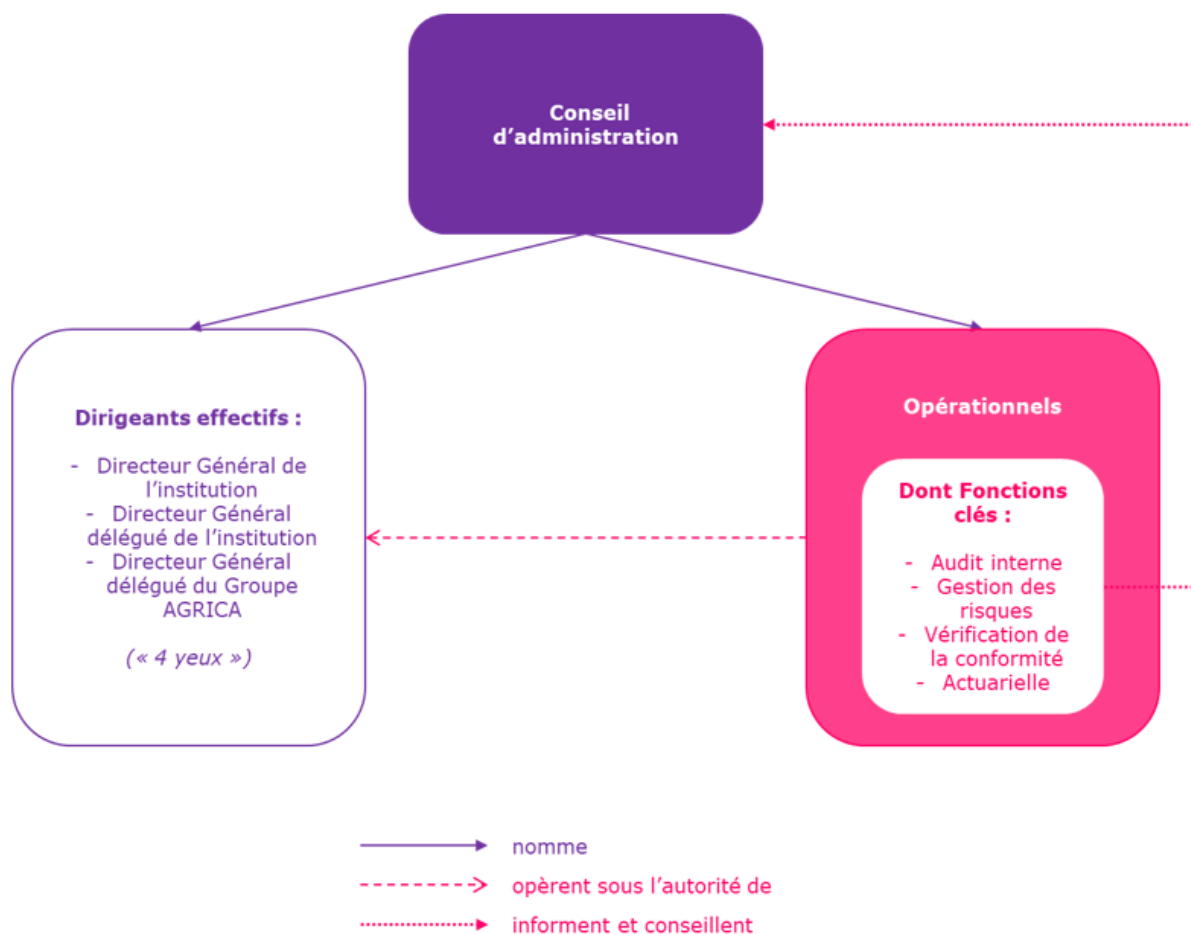 Conseil
d’administration
Dirigeants effectifs :
- Directeur Général de
l’institution
- Directeur Général
délégué de l’institution
- Directeur Général
délégué du Groupe
AGRICA
(« 4 yeux »)
Opérationnels
Dont Fonctions
clés :
- Audit interne
- Gestion des
risques
- Vérification de
la conformité
- Actuarielle
nomme
opèrent sous l’autorité de
informent et conseillent